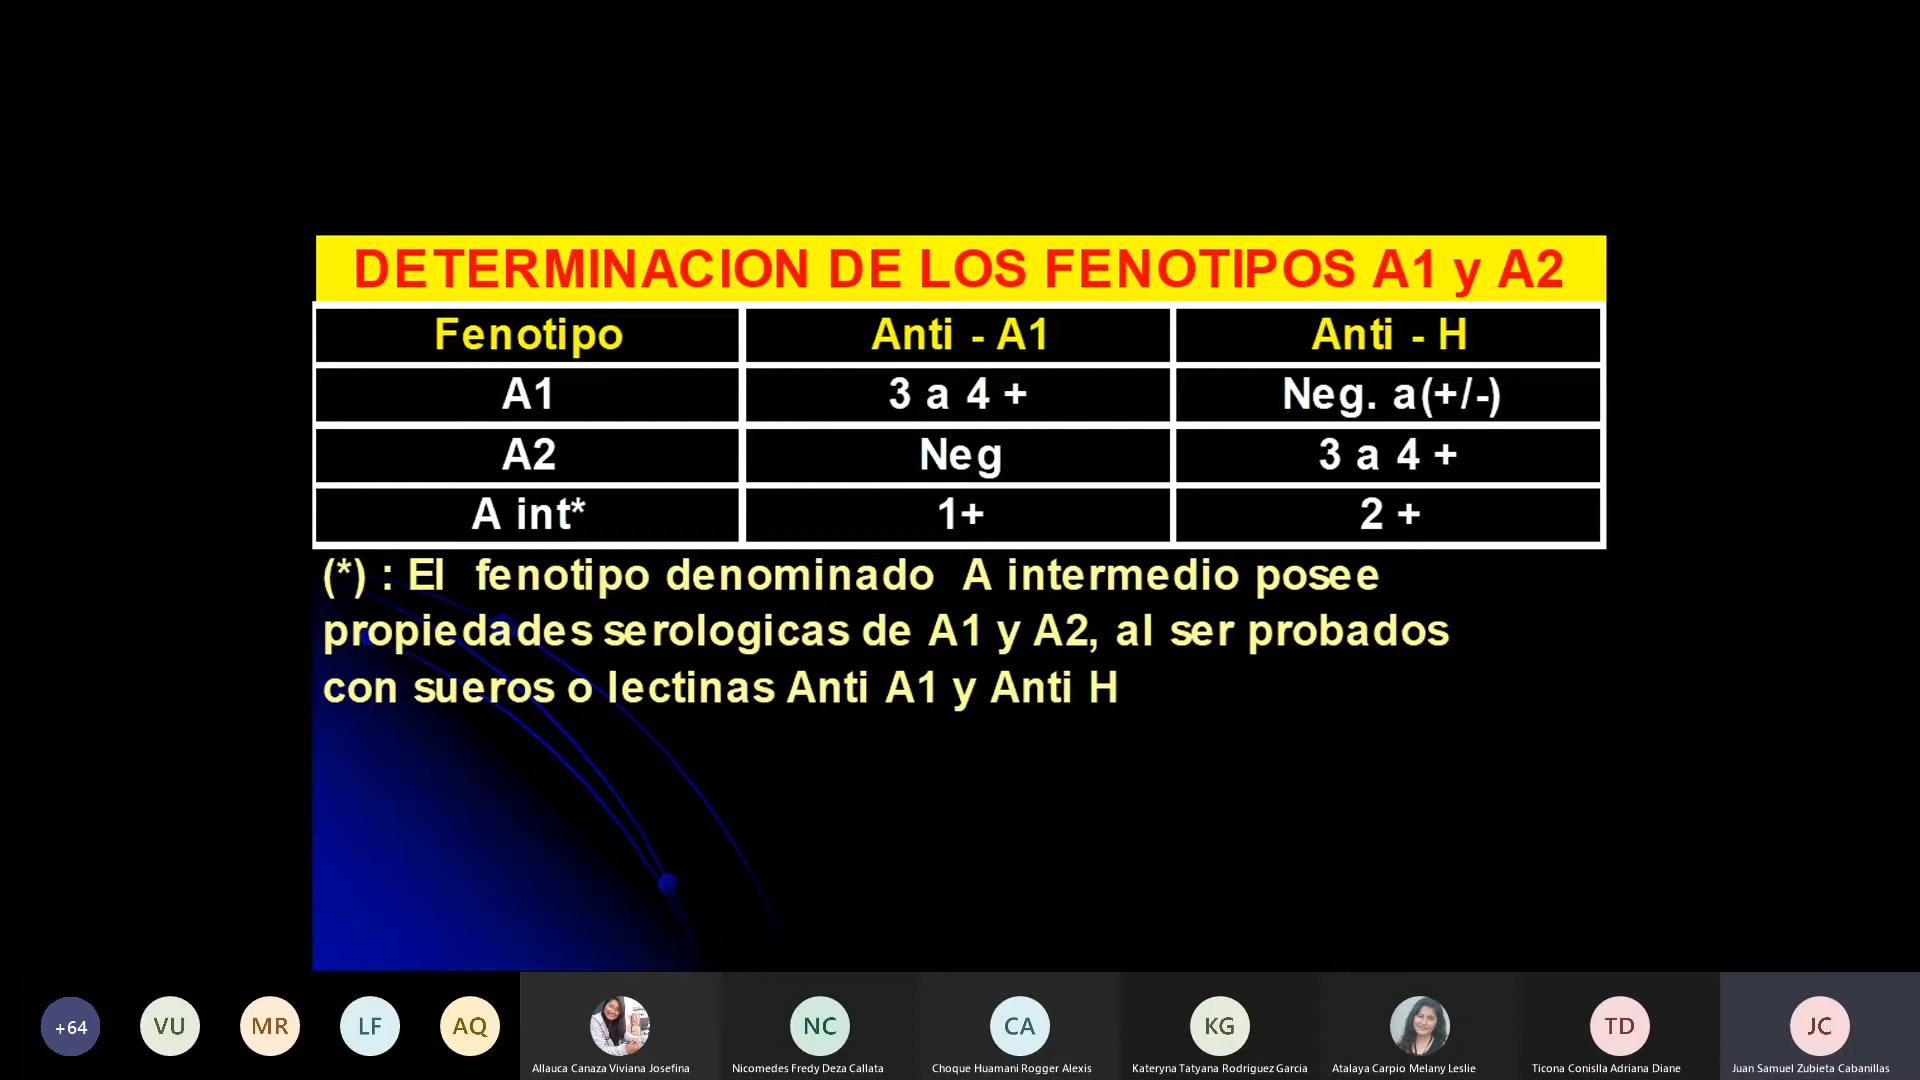 DETERMINACION DE LOS FENOTIPOS A1 y A2
Fenotipo Anti - A1 Anti - H
A1 3 a 4 + Neg. a(+/-)
A2 Neg 3 a 4 +
A int* 1+ 2 +
(*) : El fenotipo denominado A intermedio posee
propiedades serologicas de A1 y A2, al ser probados
con sueros o lectinas Anti A1 y Anti H
+64 VU MR LF AQ NC CA KG TD JC
Allauca Canaza Viviana Josefina Nicomedes Fredy Deza Callata Choque Huamani Rogger Alexis Kateryna Tatyana Rodriguez Garcia Atalaya Carpio Melany Leslie Ticona Conislla Adriana Diane Juan Samuel Zubieta Cabanillas